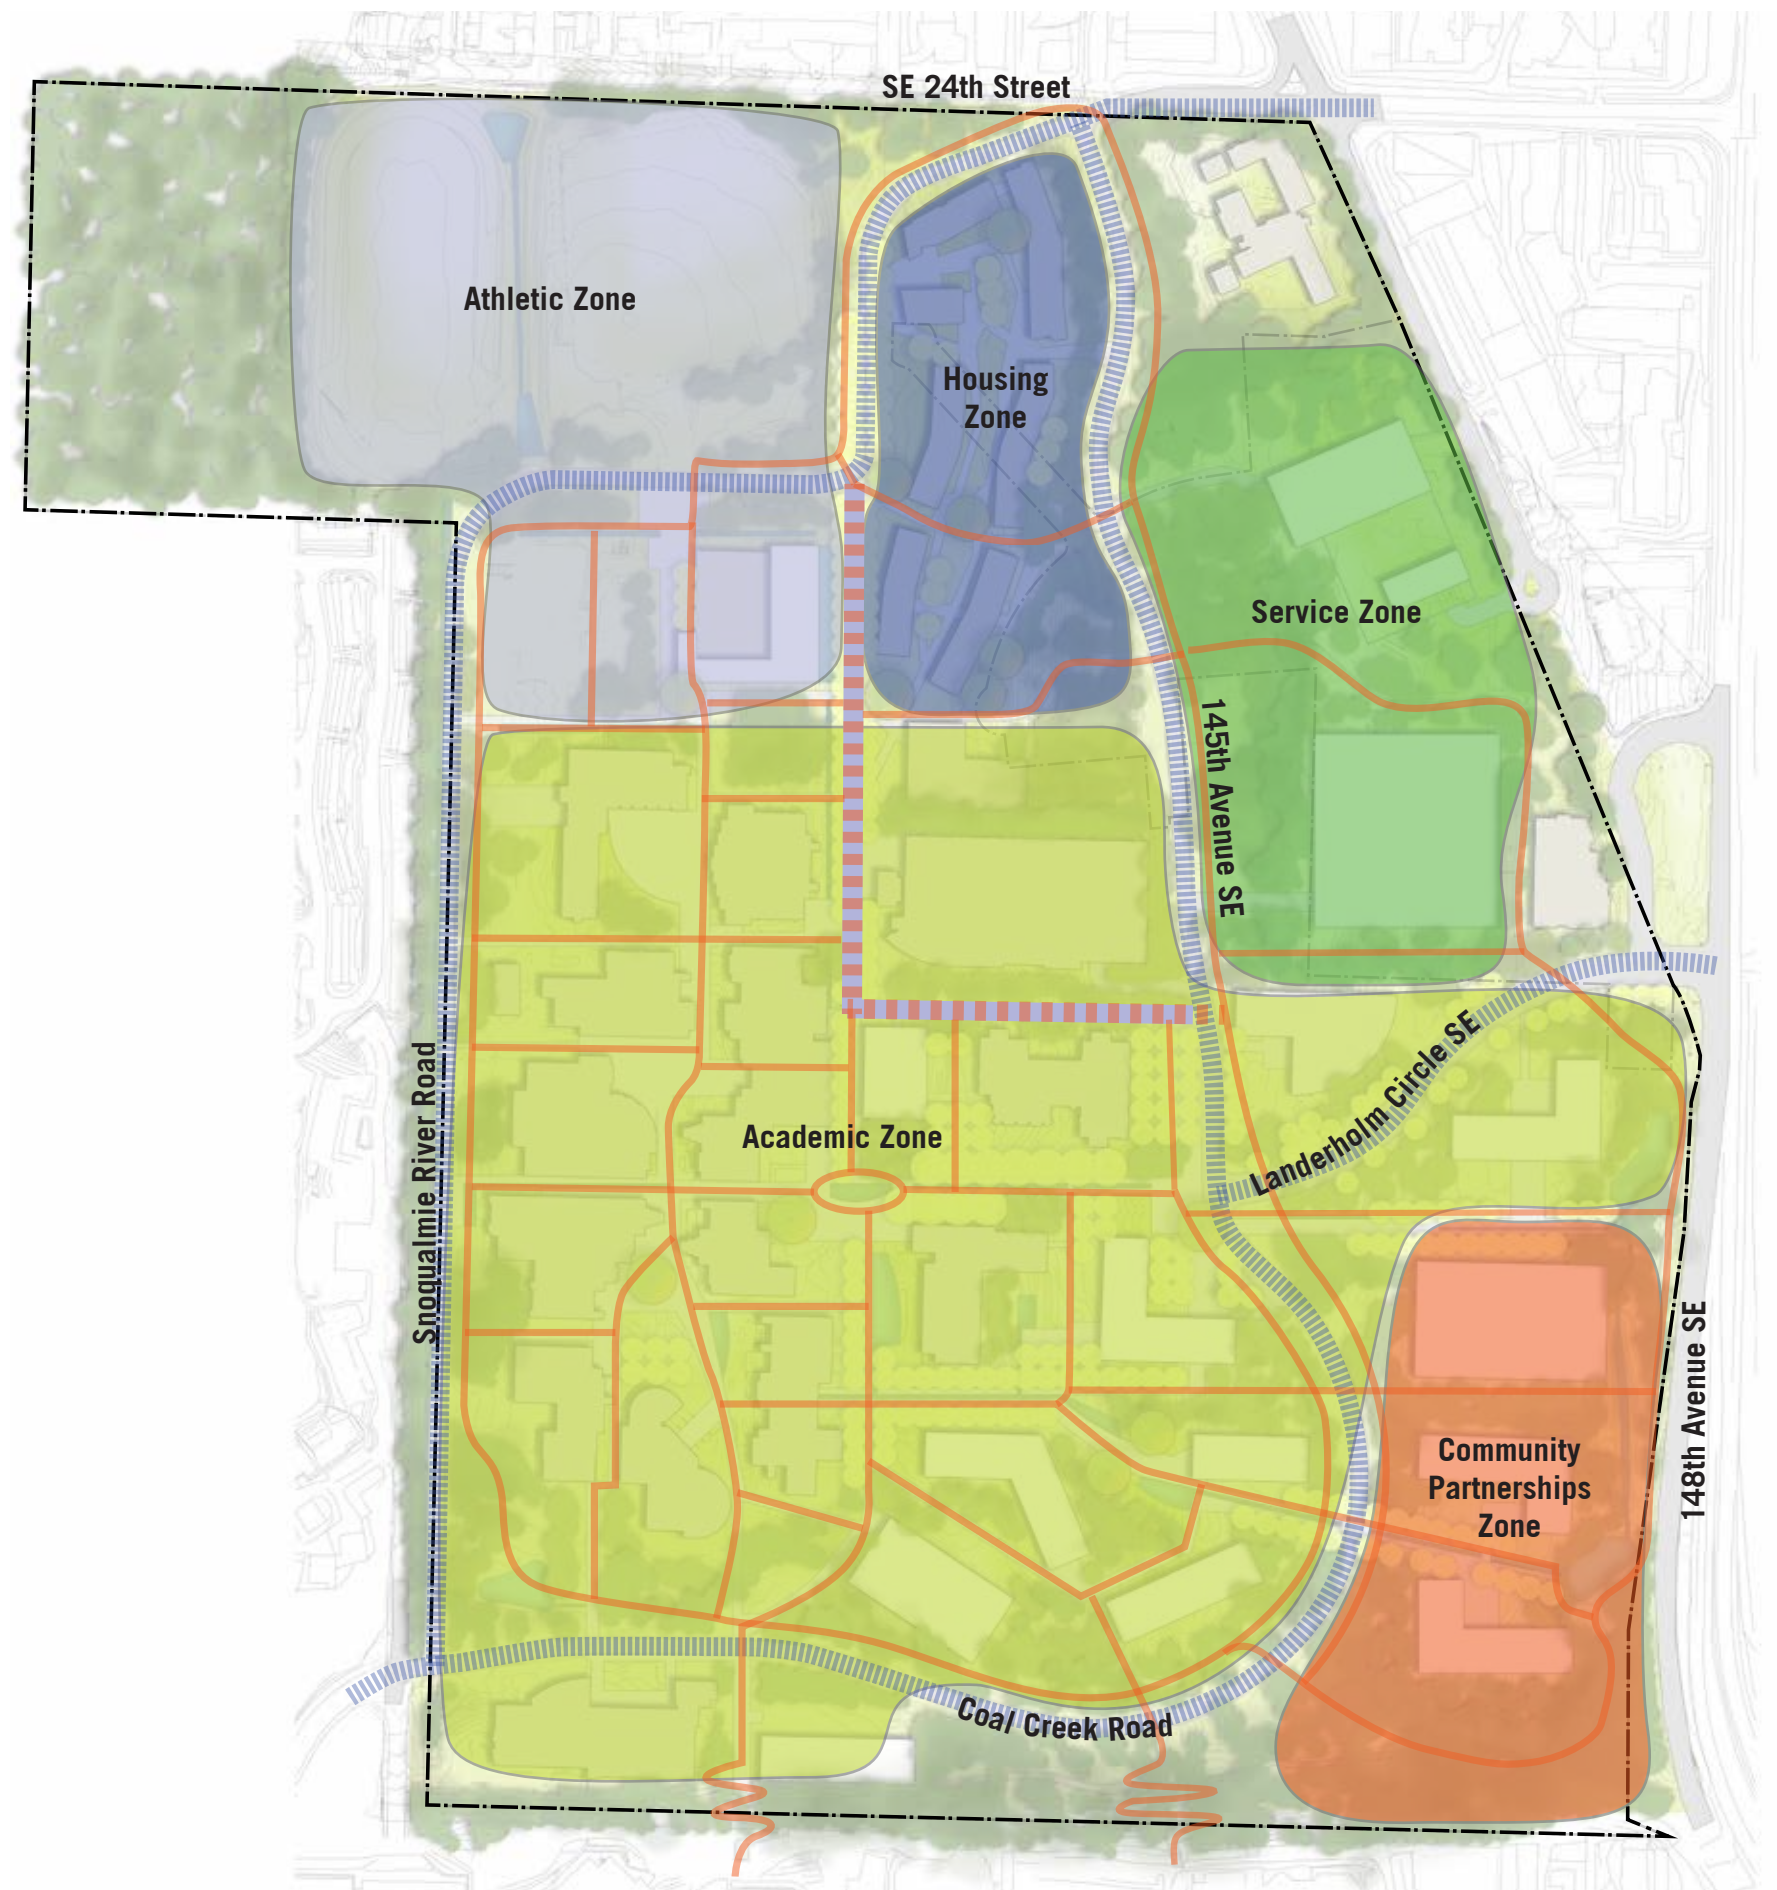 SE 24th Street
Athletic Zone
Housing
Zone
Service Zone
145th Avenue SE
Landerholm Circle SE
Academic Zone
Snoqualmie River Road
148th Avenue SE
Community
Partnerships
Zone
Coal Creek Road